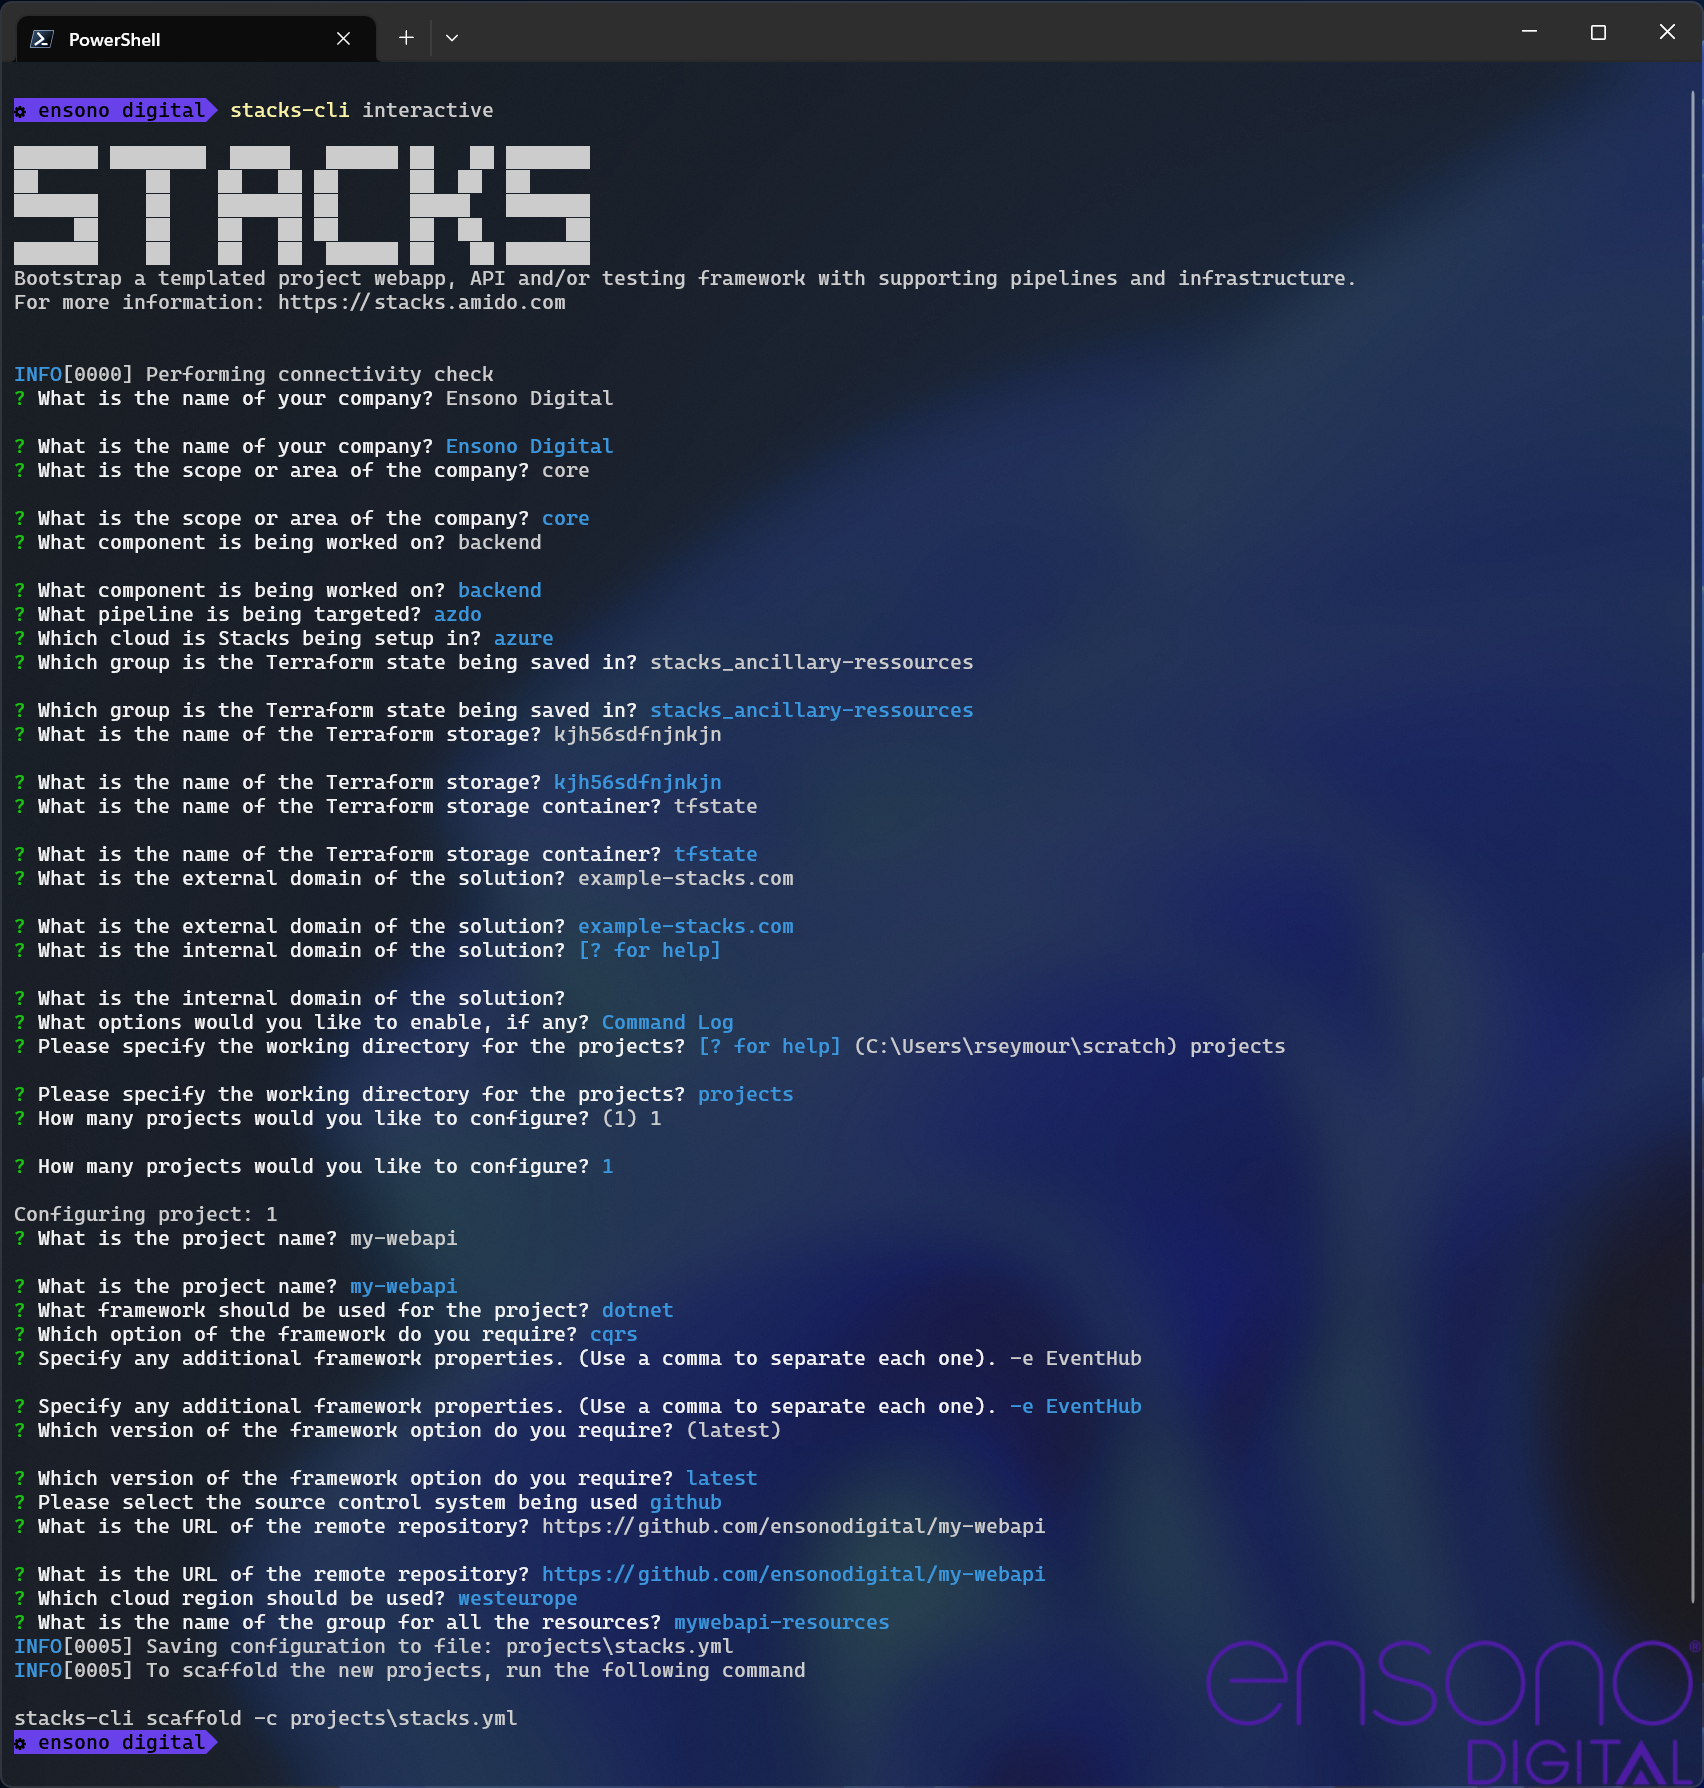 PowerShell
ensono digital stacks-cli interactive
STACKS
Bootstrap a templated project webapp, API and/or testing framework with supporting pipelines and infrastructure.
For more information: https://stacks.amido.com
INFO[0000] Performing connectivity check
? What is the name of your company? Ensono Digital
? What is the name of your company? Ensono Digital
? What is the scope or area of the company? core
? What is the scope or area of the company? core
? What component is being worked on? backend
? What component is being worked on? backend
? What pipeline is being targeted? azdo
? Which cloud is Stacks being setup in? azure
? Which group is the Terraform state being saved in? stacks_ancillary-ressources
? Which group is the Terraform state being saved in? stacks_ancillary-ressources
? What is the name of the Terraform storage? kjh56sdfnjnkjn
? What is the name of the Terraform storage? kjh56sdfnjnkjn
? What is the name of the Terraform storage container? tfstate
? What is the name of the Terraform storage container? tfstate
? What is the external domain of the solution? example-stacks.com
? What is the external domain of the solution? example-stacks.com
? What is the internal domain of the solution? [? for help]
? What is the internal domain of the solution?
? What options would you like to enable, if any? Command Log
? Please specify the working directory for the projects? [? for help] (C:\Users\rseymour\scratch) projects
? Please specify the working directory for the projects? projects
? How many projects would you like to configure? (1) 1
? How many projects would you like to configure? 1
Configuring project: 1
? What is the project name? my-webapi
? What is the project name? my-webapi
? What framework should be used for the project? dotnet
? Which option of the framework do you require? cqrs
? Specify any additional framework properties. (Use a comma to separate each one). -e EventHub
? Specify any additional framework properties. (Use a comma to separate each one). -e EventHub
? Which version of the framework option do you require? (latest)
? Which version of the framework option do you require? latest
? Please select the source control system being used github
? What is the URL of the remote repository? https://github.com/ensonodigital/my-webapi
? What is the URL of the remote repository? https://github.com/ensonodigital/my-webapi
? Which cloud region should be used? westeurope
? What is the name of the group for all the resources? mywebapi-resources
INFO[0005] Saving configuration to file: projects\stacks.yml
INFO[0005] To scaffold the new projects, run the following command
stacks-cli scaffold -c projects\stacks.yml
ensono digital
ensono®
DIGITAL